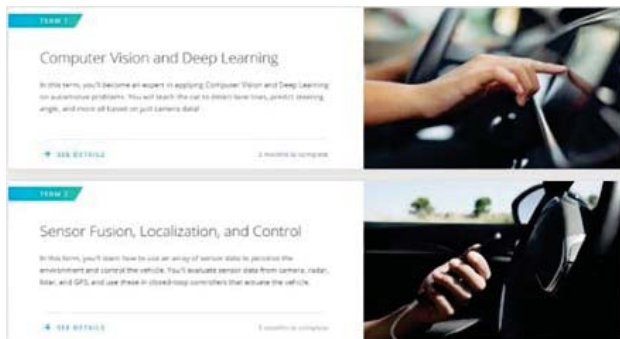 TERM 1
Computer Vision and Deep Learning
In this term, you'll become an expert in applying Computer Vision and Deep Learning
on automotive problems. You will teach the car to detect lane lines, predict steering
angle, and more all based on just camera data!
SEE DETAILS
3 months to complete
TERM 2
Sensor Fusion, Localization, and Control
In this term, you'll learn how to use an array of sensor data to perceive the
environment and control the vehicle. You'll evaluate sensor data from camera, radar,
lidar, and GPS, and use these in closed-loop controllers that actuate the vehicle.
SEE DETAILS
3 months to complete